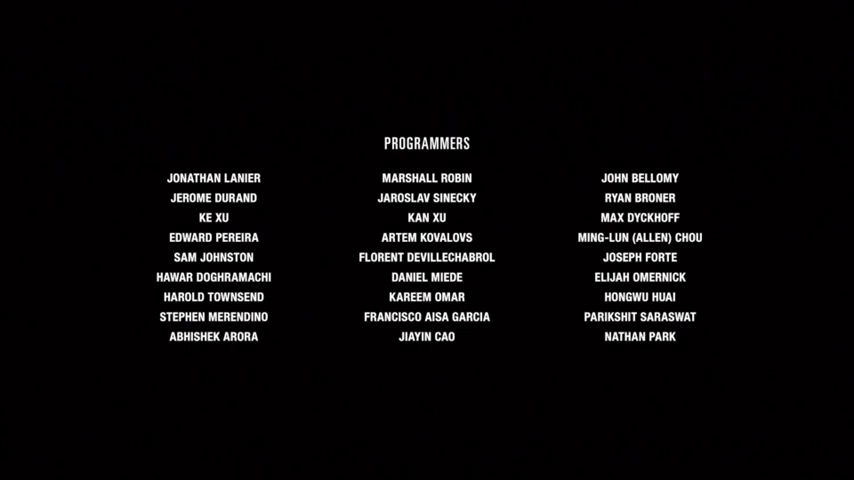 PROGRAMMERS
JONATHAN LANIER MARSHALL ROBIN JOHN BELLOMY
JEROME DURAND JAROSLAV SINECKY RYAN BRONER
KE XU KAN XU MAX DYCKHOFF
EDWARD PEREIRA ARTEM KOVALOVS MING-LUN (ALLEN) CHOU
SAM JOHNSTON FLORENT DEVILLECHABROL JOSEPH FORTE
HAWAR DOGHRAMACHI DANIEL MIEDE ELIJAH OMERNICK
HAROLD TOWNSEND KAREEM OMAR HONGWU HUAI
STEPHEN MERENDINO FRANCISCO AISA GARCIA PARIKSHIT SARASWAT
ABHISHEK ARORA JIAYIN CAO NATHAN PARK